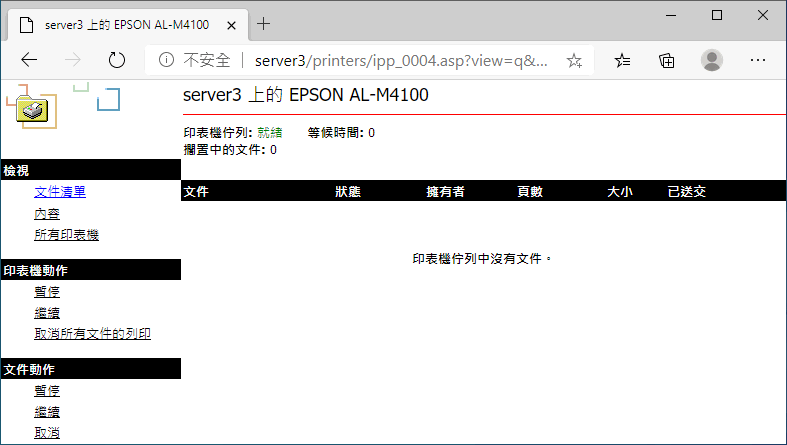 server3 上的 EPSON AL-M4100
不安全 server3/printers/ipp_0004.asp?view=q&...
server3 上的 EPSON AL-M4100
印表機佇列: 就緒 等候時間: 0
擱置中的文件: 0
檢視
文件清單
內容
所有印表機
印表機動作
暫停
繼續
取消所有文件的列印
文件動作
暫停
繼續
取消
文件 狀態 擁有者 頁數 大小 已送交
印表機佇列中沒有文件。